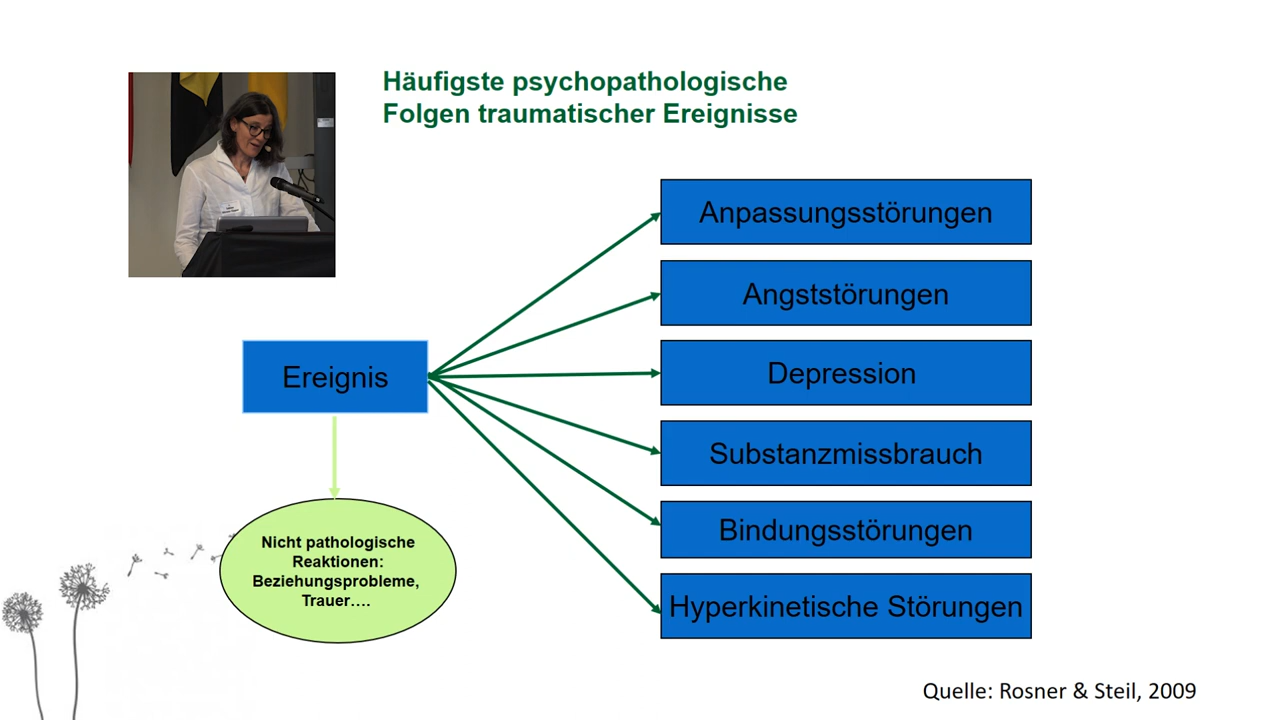 Häufigste psychopathologische
Folgen traumatischer Ereignisse
Ereignis
Anpassungsstörungen
Angststörungen
Depression
Substanzmissbrauch
Bindungsstörungen
Hyperkinetische Störungen
Nicht pathologische
Reaktionen:
Beziehungsprobleme,
Trauer….
Quelle: Rosner & Steil, 2009